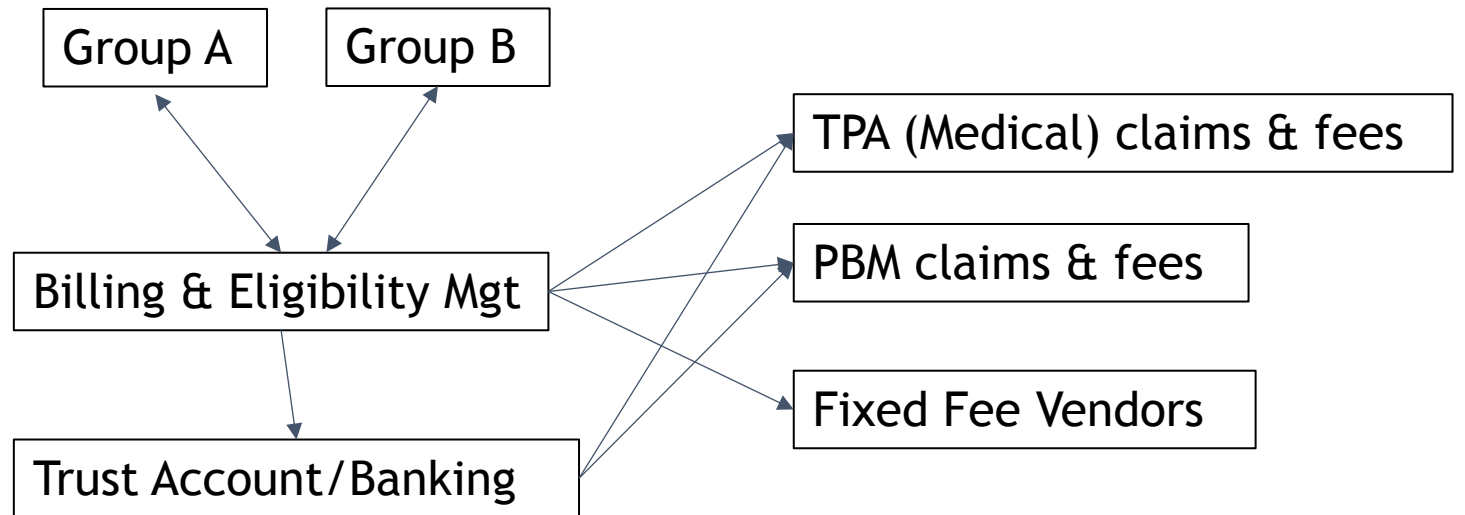 Group A
Group B
TPA (Medical) claims & fees
Billing & Eligibility Mgt
PBM claims & fees
Fixed Fee Vendors
Trust Account/Banking